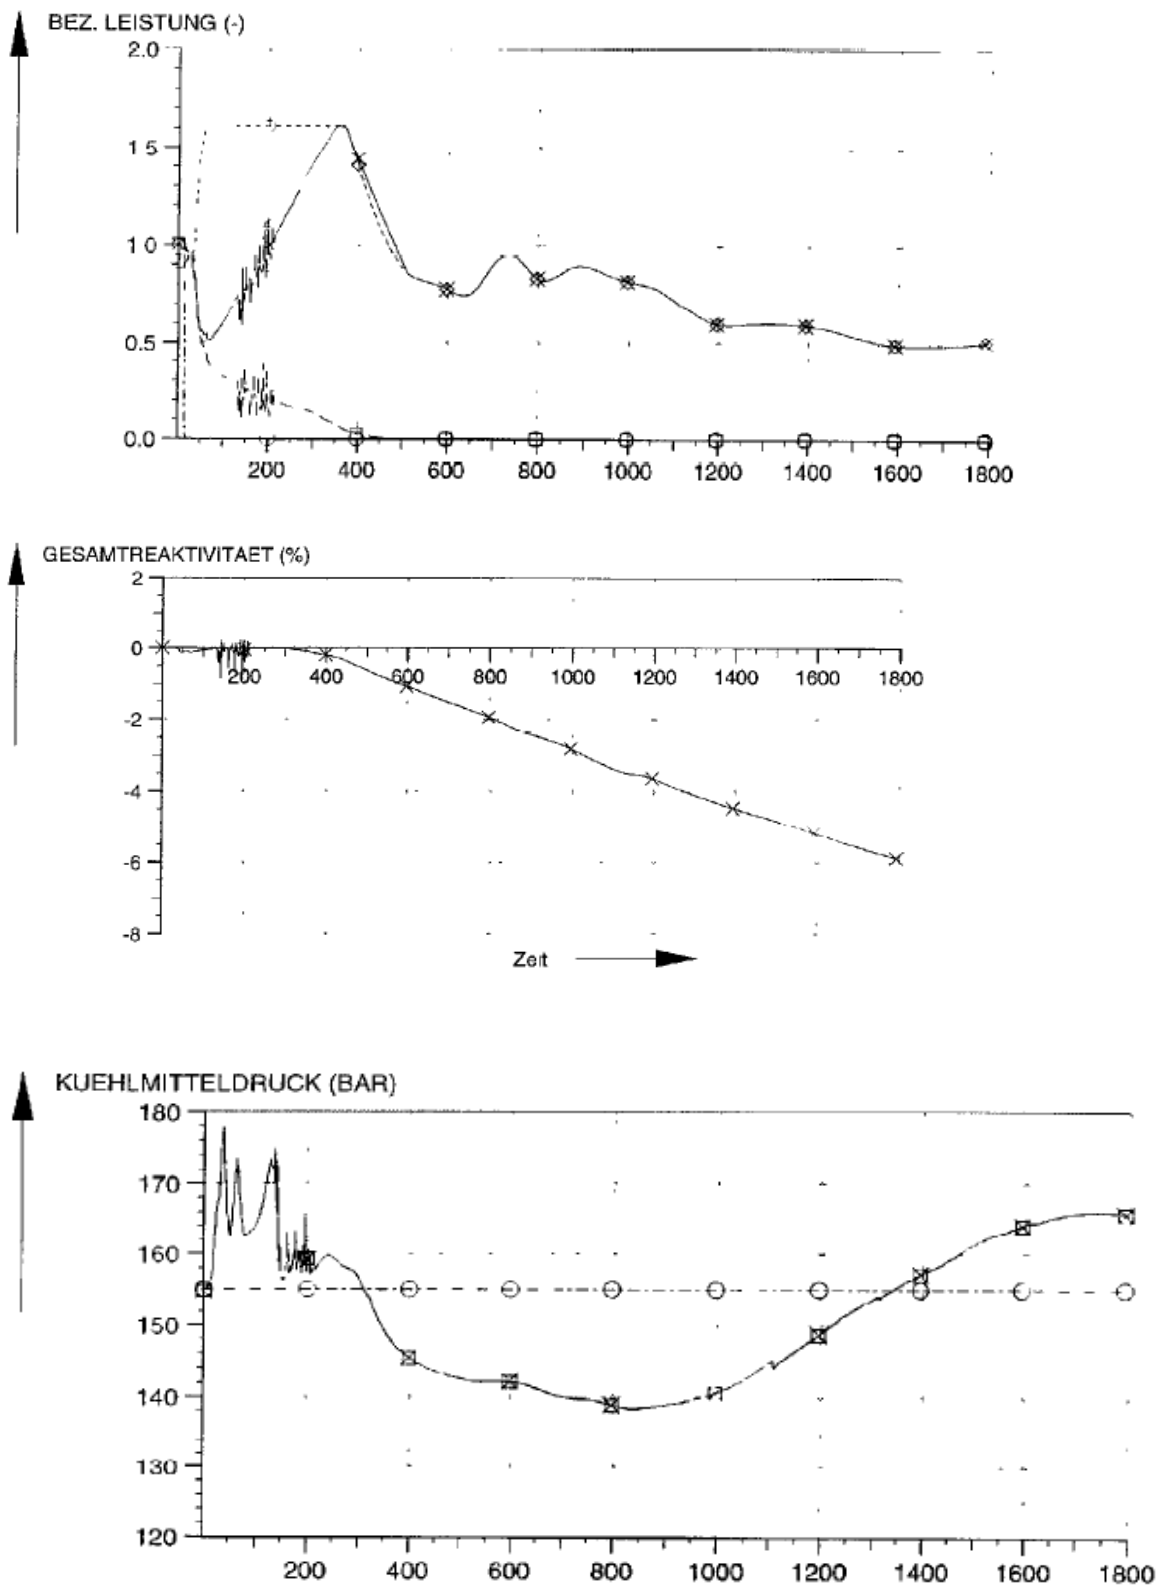 BEZ. LEISTUNG (-)
2.0
1 5
1 0
0.5
0.0
200 400 600 800 1000 1200 1400 1600 1800
GESAMTREAKTIVITAET (%)
2
0
200 400 600 800 1000 1200 1400 1600 1800
-2
-4
-6
-8
Zeit
KUEHLMITTELDRUCK (BAR)
180
170
160
150
140
130
120
200 400 600 800 1000 1200 1400 1600 1800